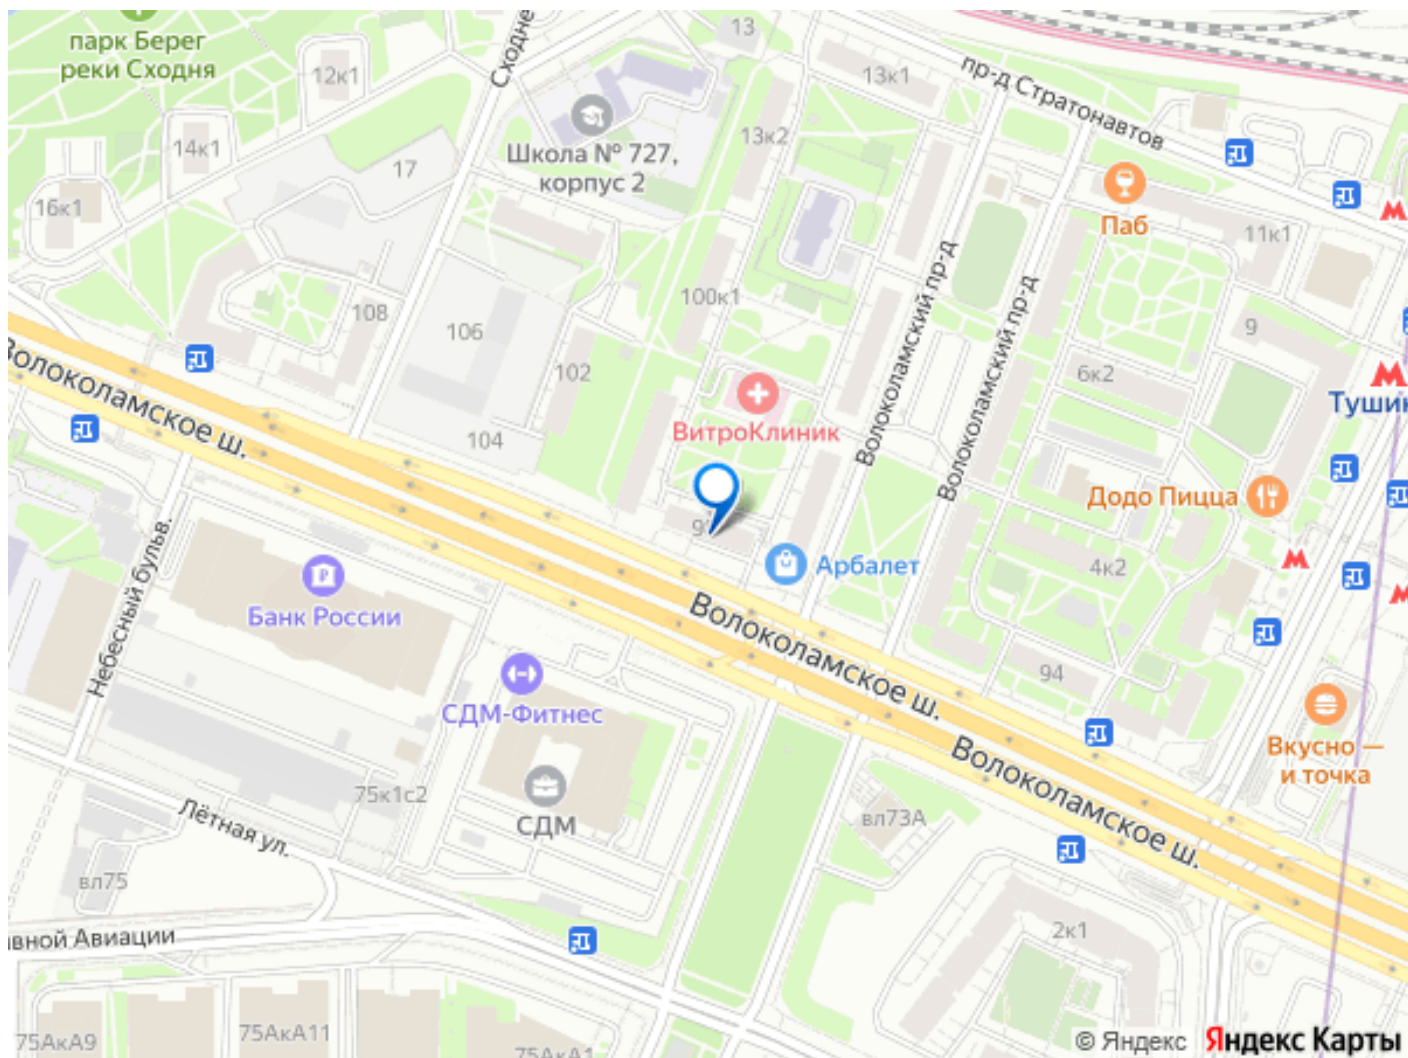 парк Берег
реки Сходня
12к1
14к1
16к1
17
13
13к1
13к2
пр-д Стратонавтов
Школа № 727,
корпус 2
Паб
11к1
9
100к1
108
106
102
104
Волоколамский пр-д
Волоколамский пр-д
6к2
Тушин
ВитроКлиник
Волоколамское ш.
Додо Пицца
4к2
Арбалет
Небесный бульв.
Банк России
Волоколамское ш.
94
СДМ-Фитнес
Волоколамское ш.
Вкусно —
и точка
75к1с2
СДМ
вл73А
Лётная ул.
вл75
вной Авиации
2к1
75АкА9
75АкА11
75АкА1
© Яндекс Яндекс Карты